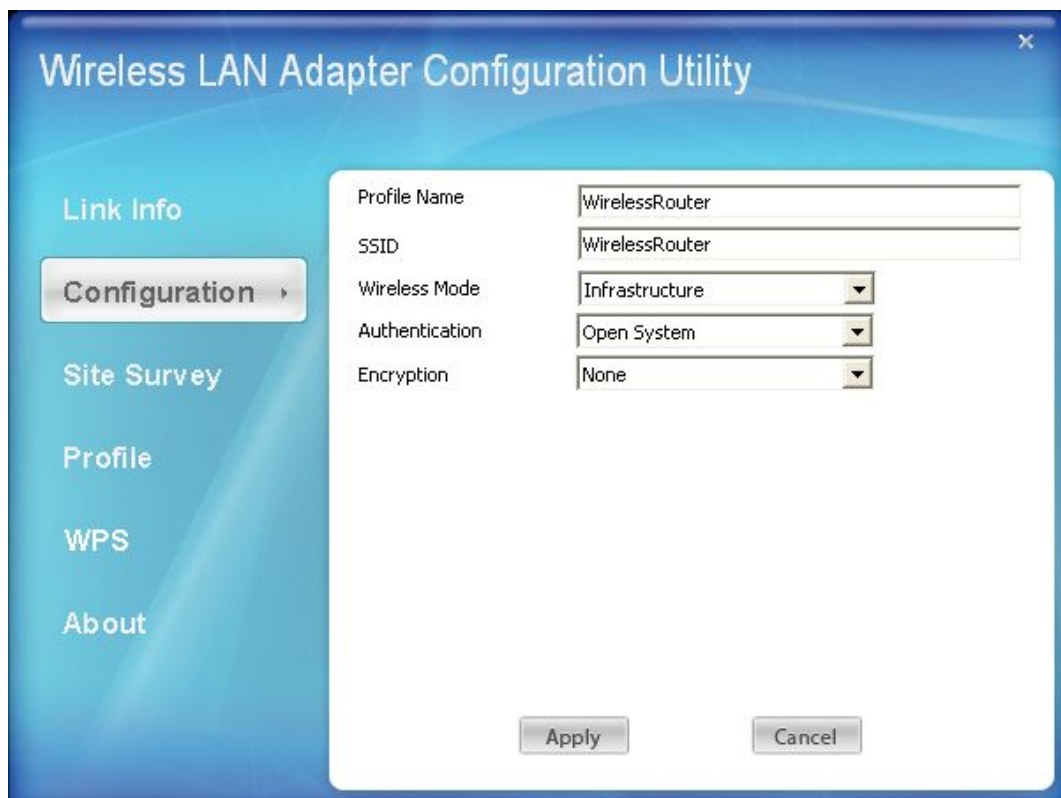 Wireless LAN Adapter Configuration Utility
Link Info
Configuration
Site Survey
Profile
WPS
About
Profile Name WirelessRouter
SSID WirelessRouter
Wireless Mode Infrastructure
Authentication Open System
Encryption None
Apply Cancel